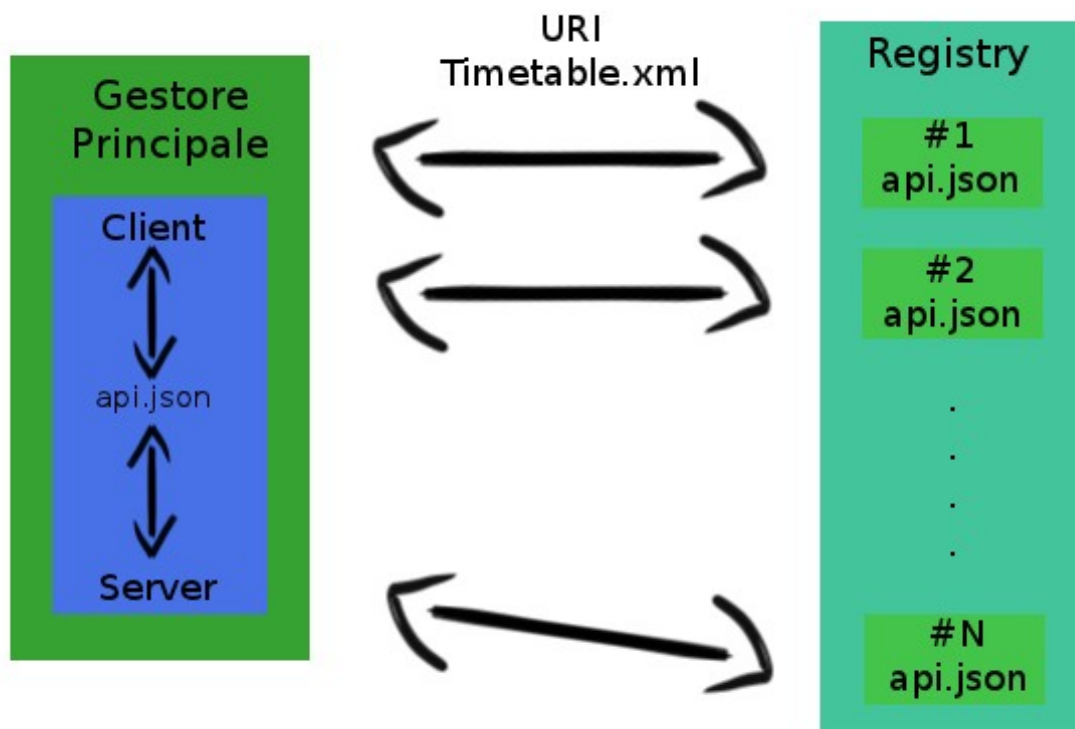 Gestore
Principale
Client
api.json
Server
URI
Timetable.xml
Registry
#1
api.json
#2
api.json
.
.
.
.
#N
api.json